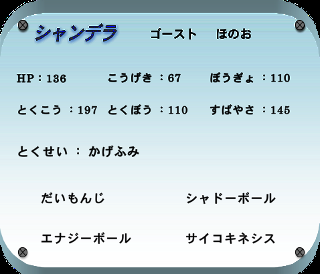 シャンデラ ゴースト ほのお
HP：136 こうげき：67 ぼうぎょ：110
とくこう：197 とくぼう：110 すばやさ：145
とくせい： かげふみ
だいもんじ シャドーボール
エナジーボール サイコキネシス